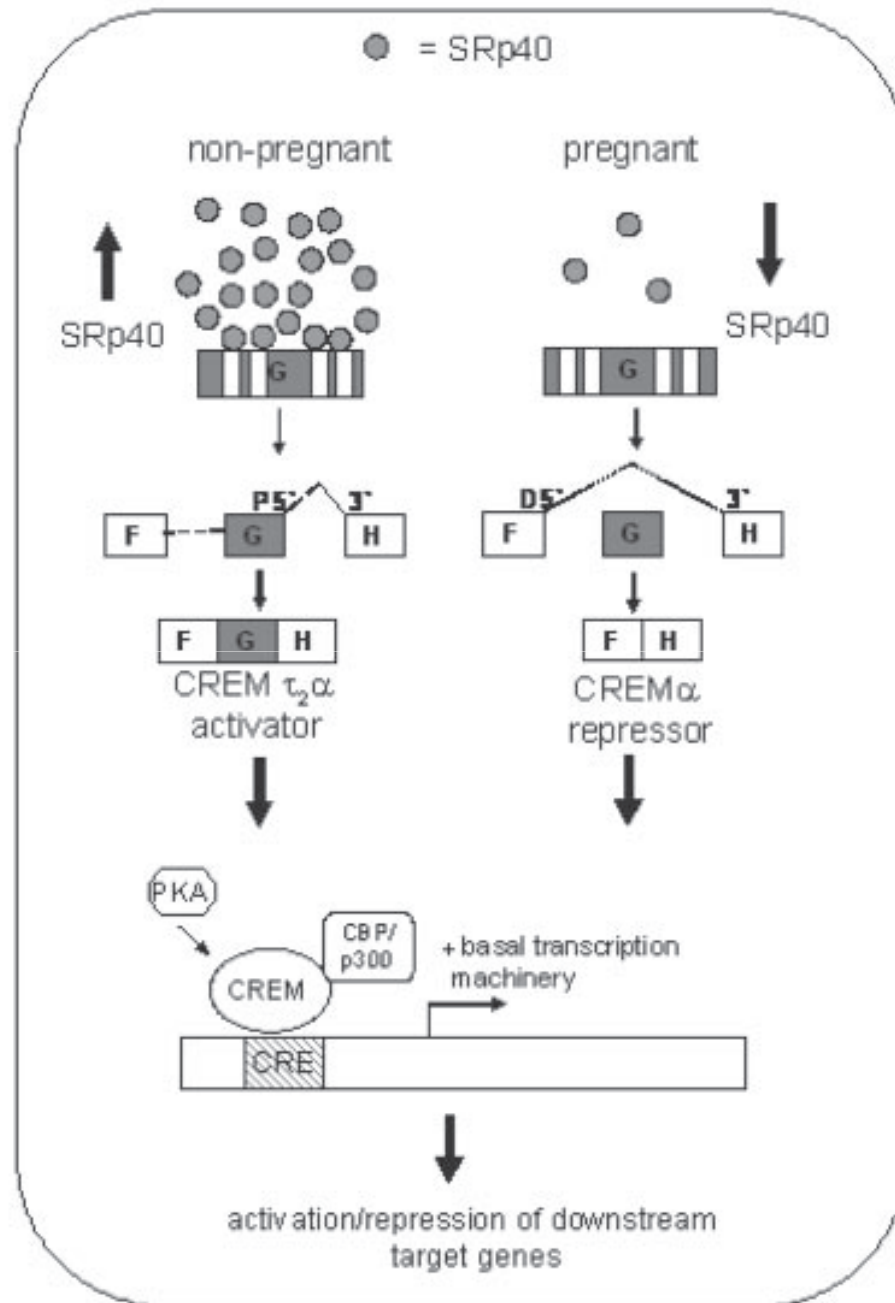 = SRp40
non-pregnant
pregnant
SRp40
SRp40
G
G
P5` 3`
D5` 3`
F G H
F G H
F G H
F H
CREM τ₂α
activator
CREMα
repressor
PKA
CBP/
p300
+ basal transcription
machinery
CREM
CRE
activation/repression of downstream
target genes